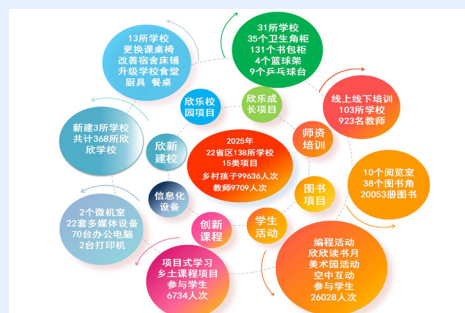 13所学校
更换课桌椅
改善宿舍床铺
升级学校食堂
厨具 餐桌
31所学校
35个卫生角柜
131个书包柜
4个篮球架
9个乒乓球台
欣乐校
园项目
欣乐成
长项目
线上线下培训
103所学校
923名教师
新建3所学校
共计368所欣
欣学校
欣新
建校
2025年
22省区138所学校
15类项目
乡村孩子99636人次
教师9709人次
师资
培训
10个阅览室
38个图书角
20053册图书
信息化
设备
图书
项目
2个微机室
22套多媒体设备
70台办公电脑
2台打印机
创新
课程
学生
活动
项目式学习
乡土课程项目
参与学生
6734人次
编程活动
欣欣读书月
美术园活动
空中互动
参与学生
26028人次